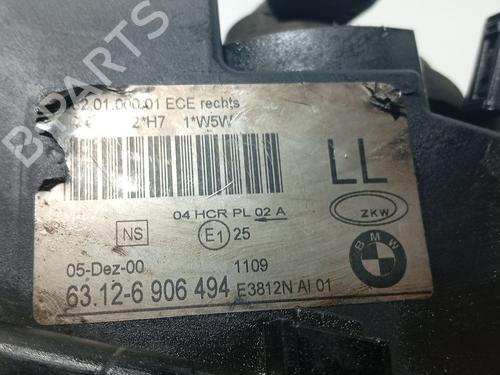 2.01.000.01 ECE rechts
2*H7 1*W5W
LL
04 HCR PL 02 A
ZKW
NS
E1 25
BMW
05-Dez-00 1109
63.12-6 906 494 E3812N AI 01
B-PARTS